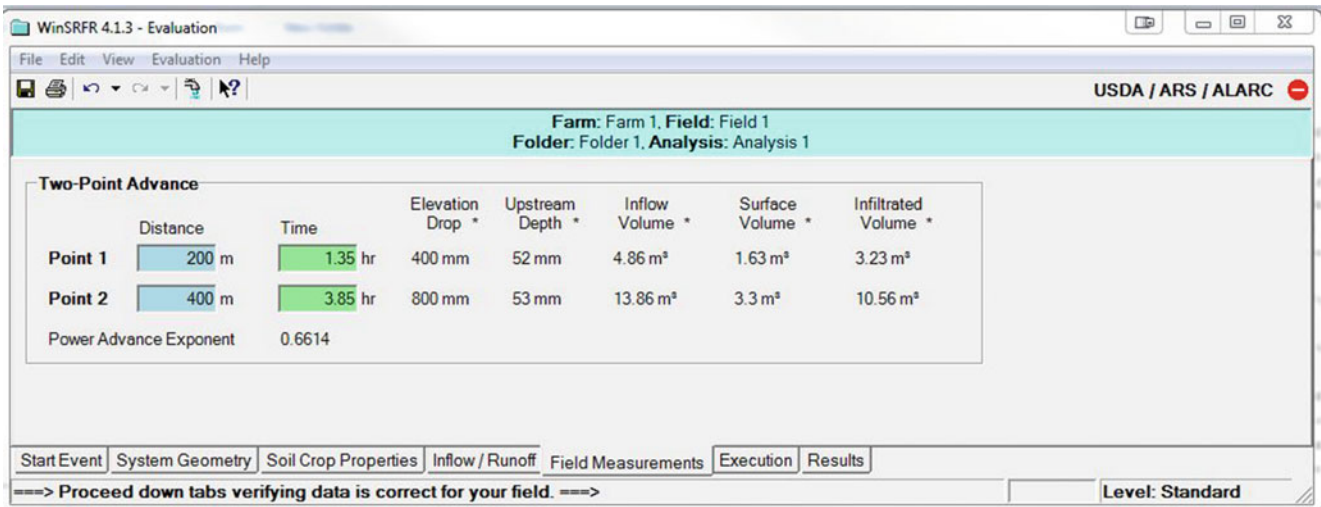 WinSRFR 4.1.3 - Evaluation
File Edit View Evaluation Help
USDA / ARS / ALARC
Farm: Farm 1, Field: Field 1
Folder: Folder 1, Analysis: Analysis 1
Two-Point Advance
Distance Time Elevation Drop * Upstream Depth * Inflow Volume * Surface Volume * Infiltrated Volume *
Point 1 200 m 1.35 hr 400 mm 52 mm 4.86 m³ 1.63 m³ 3.23 m³
Point 2 400 m 3.85 hr 800 mm 53 mm 13.86 m³ 3.3 m³ 10.56 m³
Power Advance Exponent 0.6614
Start Event System Geometry Soil Crop Properties Inflow / Runoff Field Measurements Execution Results
===> Proceed down tabs verifying data is correct for your field. ===> Level: Standard